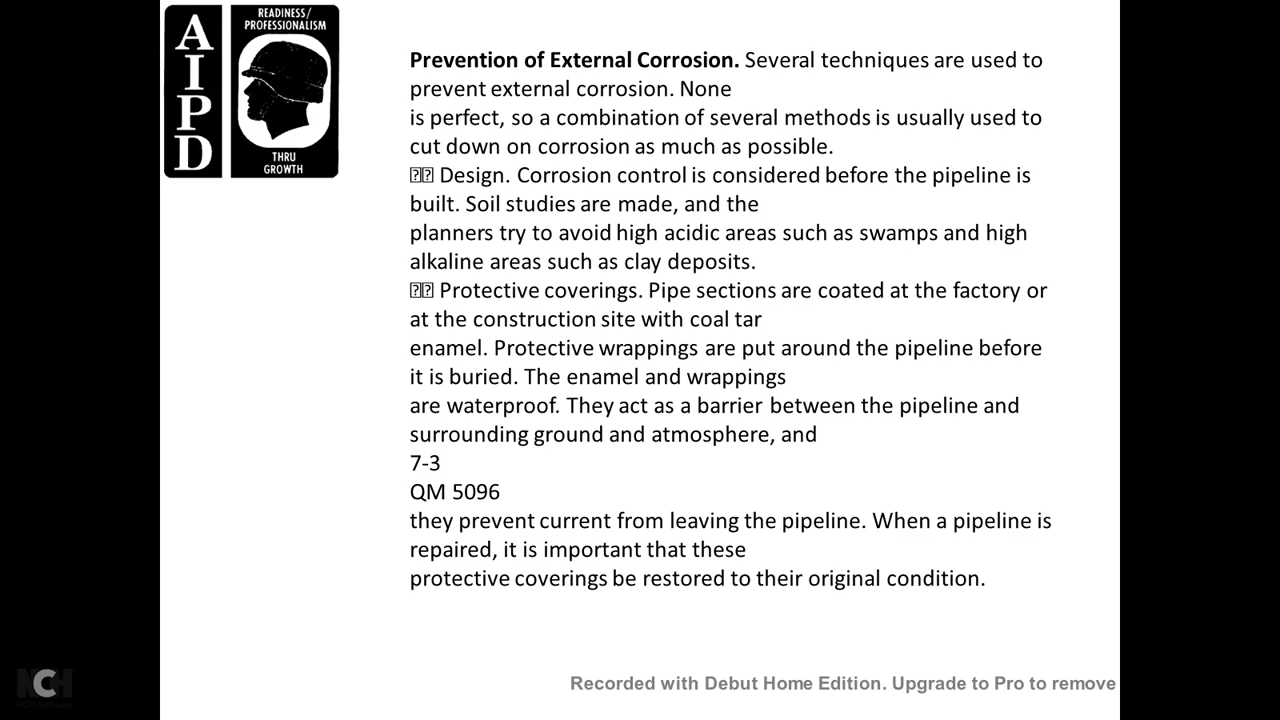 A
I
P
D
READINESS/
PROFESSIONALISM
THRU
GROWTH
Prevention of External Corrosion. Several techniques are used to
prevent external corrosion. None
is perfect, so a combination of several methods is usually used to
cut down on corrosion as much as possible.
⍰⍰ Design. Corrosion control is considered before the pipeline is
built. Soil studies are made, and the
planners try to avoid high acidic areas such as swamps and high
alkaline areas such as clay deposits.
⍰⍰ Protective coverings. Pipe sections are coated at the factory or
at the construction site with coal tar
enamel. Protective wrappings are put around the pipeline before
it is buried. The enamel and wrappings
are waterproof. They act as a barrier between the pipeline and
surrounding ground and atmosphere, and
7-3
QM 5096
they prevent current from leaving the pipeline. When a pipeline is
repaired, it is important that these
protective coverings be restored to their original condition.
NCH
Recorded with Debut Home Edition. Upgrade to Pro to remove